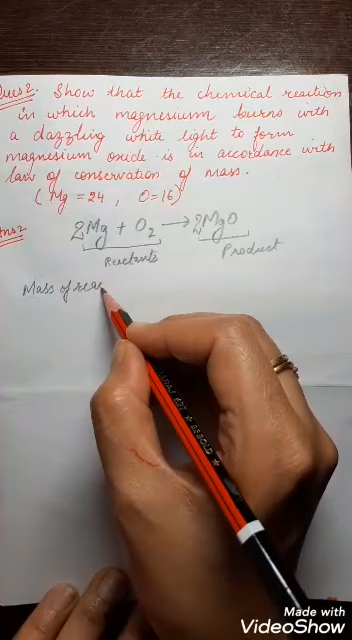 Ques2. Show that the chemical reaction
in which magnesium burns with
a dazzling white light to form
magnesium oxide is in accordance with
law of conservation of mass.
(Mg = 24, O=16)
Ans2 2Mg + O2 → 2MgO
Reactants Product
Mass of reac
Made with
VideoShow